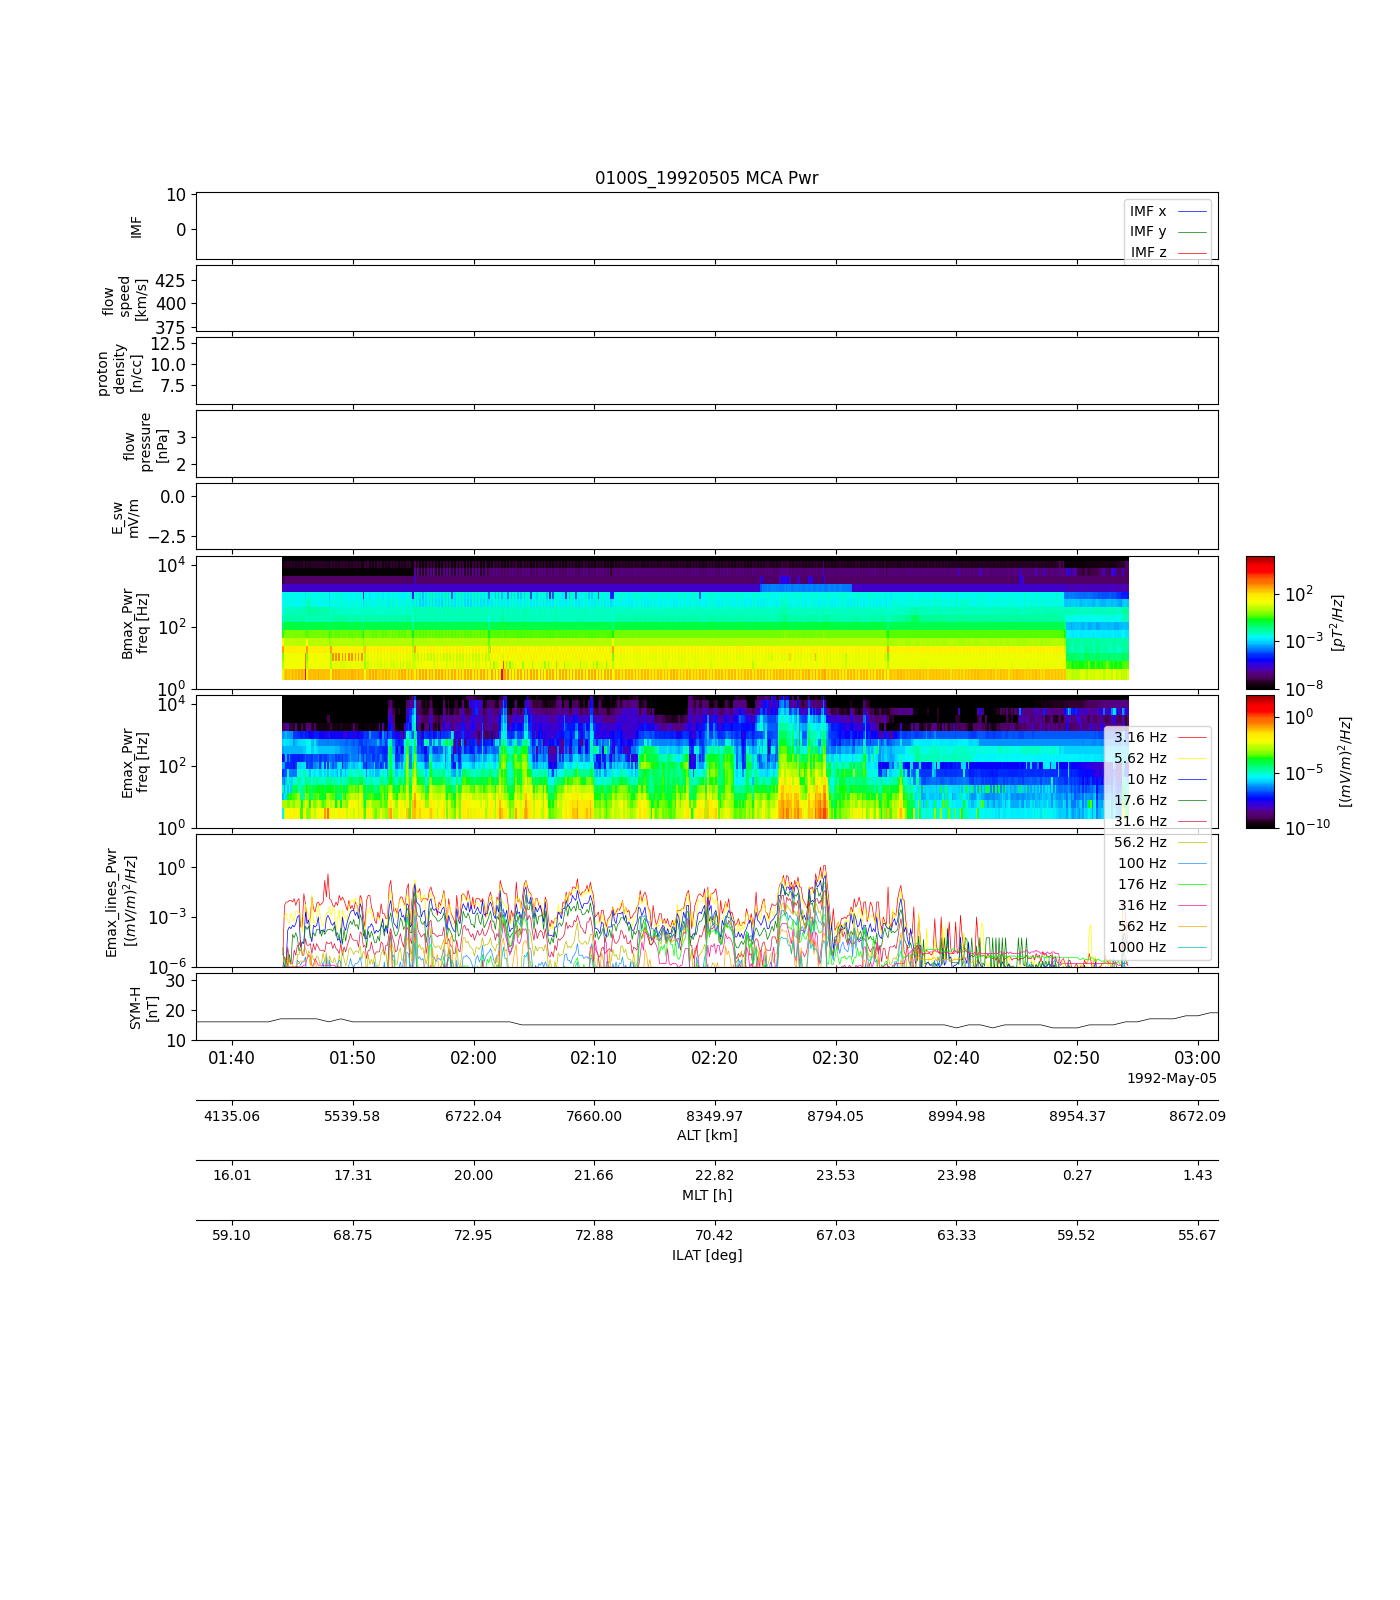 0100S_19920505 MCA Pwr
10
0
IMF
IMF x
IMF y
IMF z
425
400
375
flow
speed
[km/s]
12.5
10.0
7.5
proton
density
[n/cc]
3
2
flow
pressure
[nPa]
0.0
−2.5
E_sw
mV/m
10^4
10^2
10^0
Bmax_Pwr
freq [Hz]
10^2
10^−3
10^−8
[pT^2/Hz]
10^4
10^2
10^0
Emax_Pwr
freq [Hz]
10^0
10^−5
10^−10
[(mV/m)^2/Hz]
3.16 Hz
5.62 Hz
10 Hz
17.6 Hz
31.6 Hz
56.2 Hz
100 Hz
176 Hz
316 Hz
562 Hz
1000 Hz
10^0
10^−3
10^−6
Emax_lines_Pwr
[(mV/m)^2/Hz]
30
20
10
SYM-H
[nT]
01:40 01:50 02:00 02:10 02:20 02:30 02:40 02:50 03:00
1992-May-05
4135.06 5539.58 6722.04 7660.00 8349.97 8794.05 8994.98 8954.37 8672.09
ALT [km]
16.01 17.31 20.00 21.66 22.82 23.53 23.98 0.27 1.43
MLT [h]
59.10 68.75 72.95 72.88 70.42 67.03 63.33 59.52 55.67
ILAT [deg]